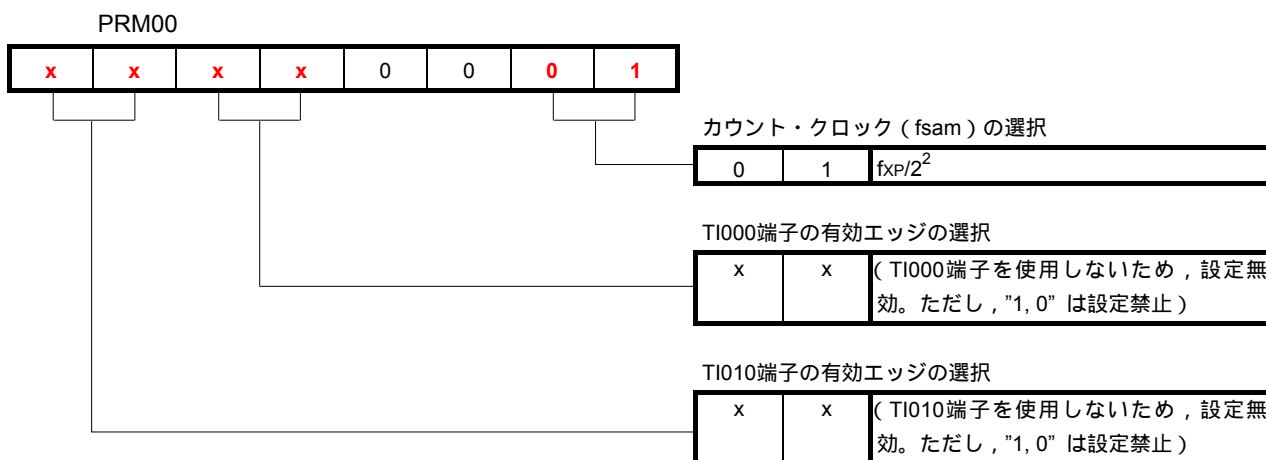 PRM00
x x x x 0 0 0 1
カウント・クロック（fsam）の選択
0 1 fXP/2²
TI000端子の有効エッジの選択
x x （TI000端子を使用しないため，設定無
効。ただし，”1, 0” は設定禁止）
TI010端子の有効エッジの選択
x x （TI010端子を使用しないため，設定無
効。ただし，”1, 0” は設定禁止）